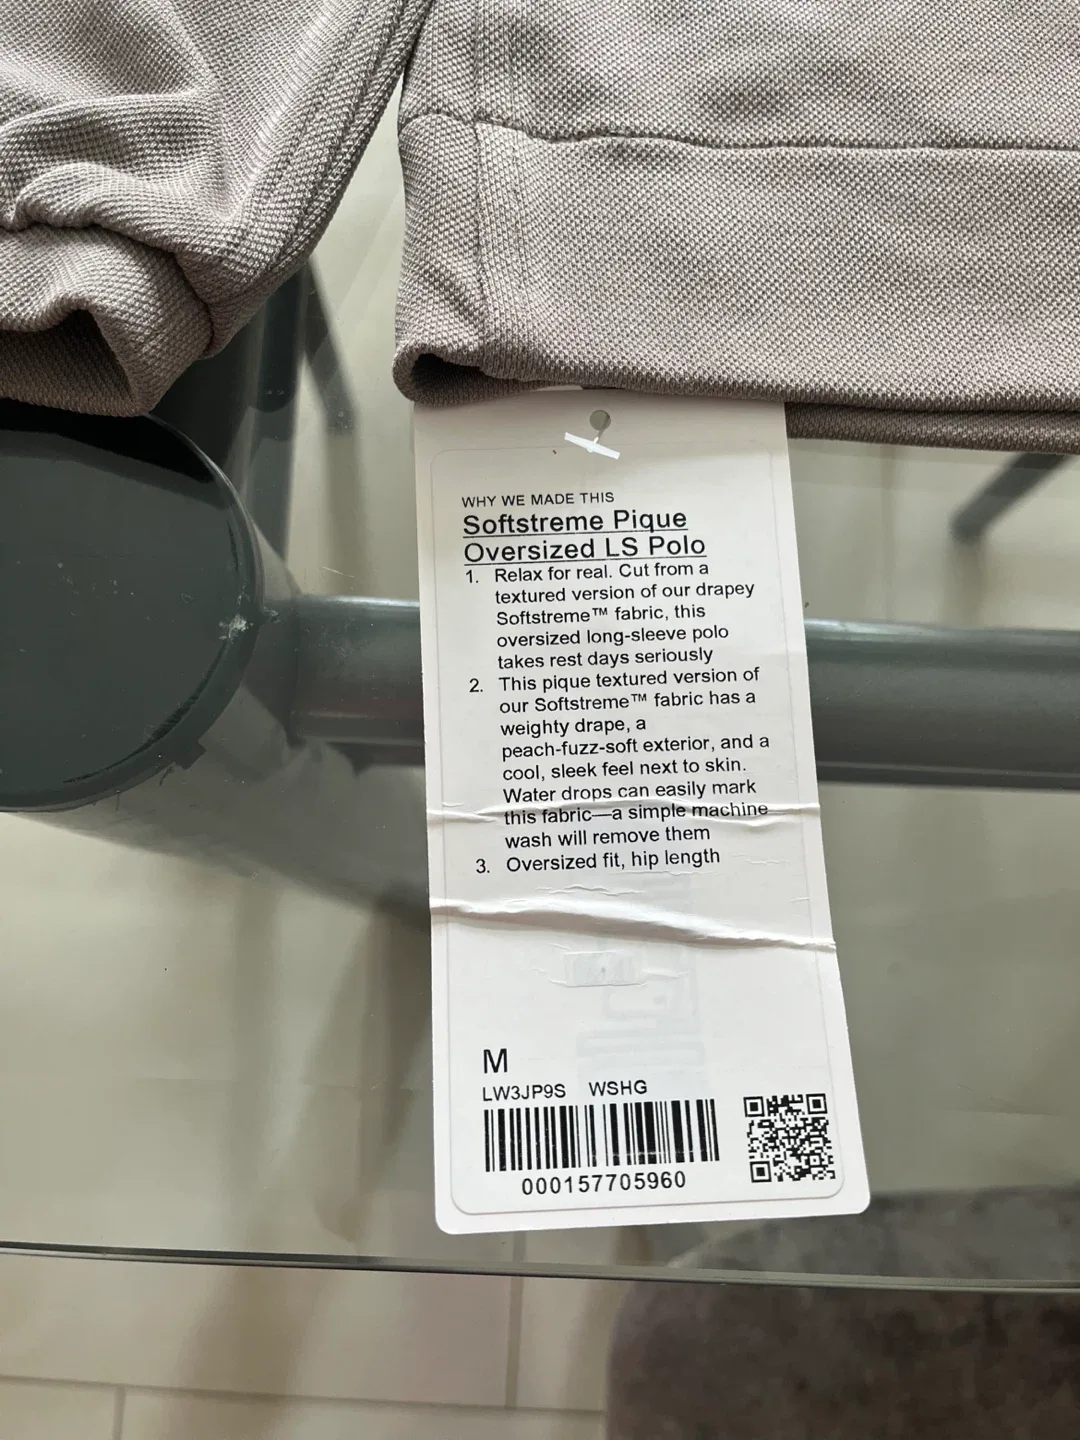 WHY WE MADE THIS
Softstreme Pique
Oversized LS Polo
1. Relax for real. Cut from a
textured version of our drapey
Softstreme™ fabric, this
oversized long-sleeve polo
takes rest days seriously
2. This pique textured version of
our Softstreme™ fabric has a
weighty drape, a
peach-fuzz-soft exterior, and a
cool, sleek feel next to skin.
Water drops can easily mark
this fabric—a simple machine
wash will remove them
3. Oversized fit, hip length
M
LW3JP9S WSHG
000157705960